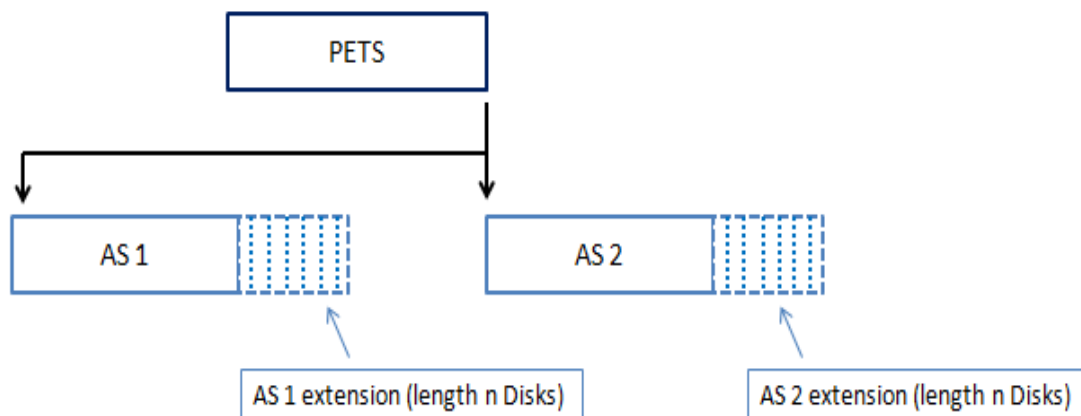 PETS
AS 1
AS 2
AS 1 extension (length n Disks)
AS 2 extension (length n Disks)